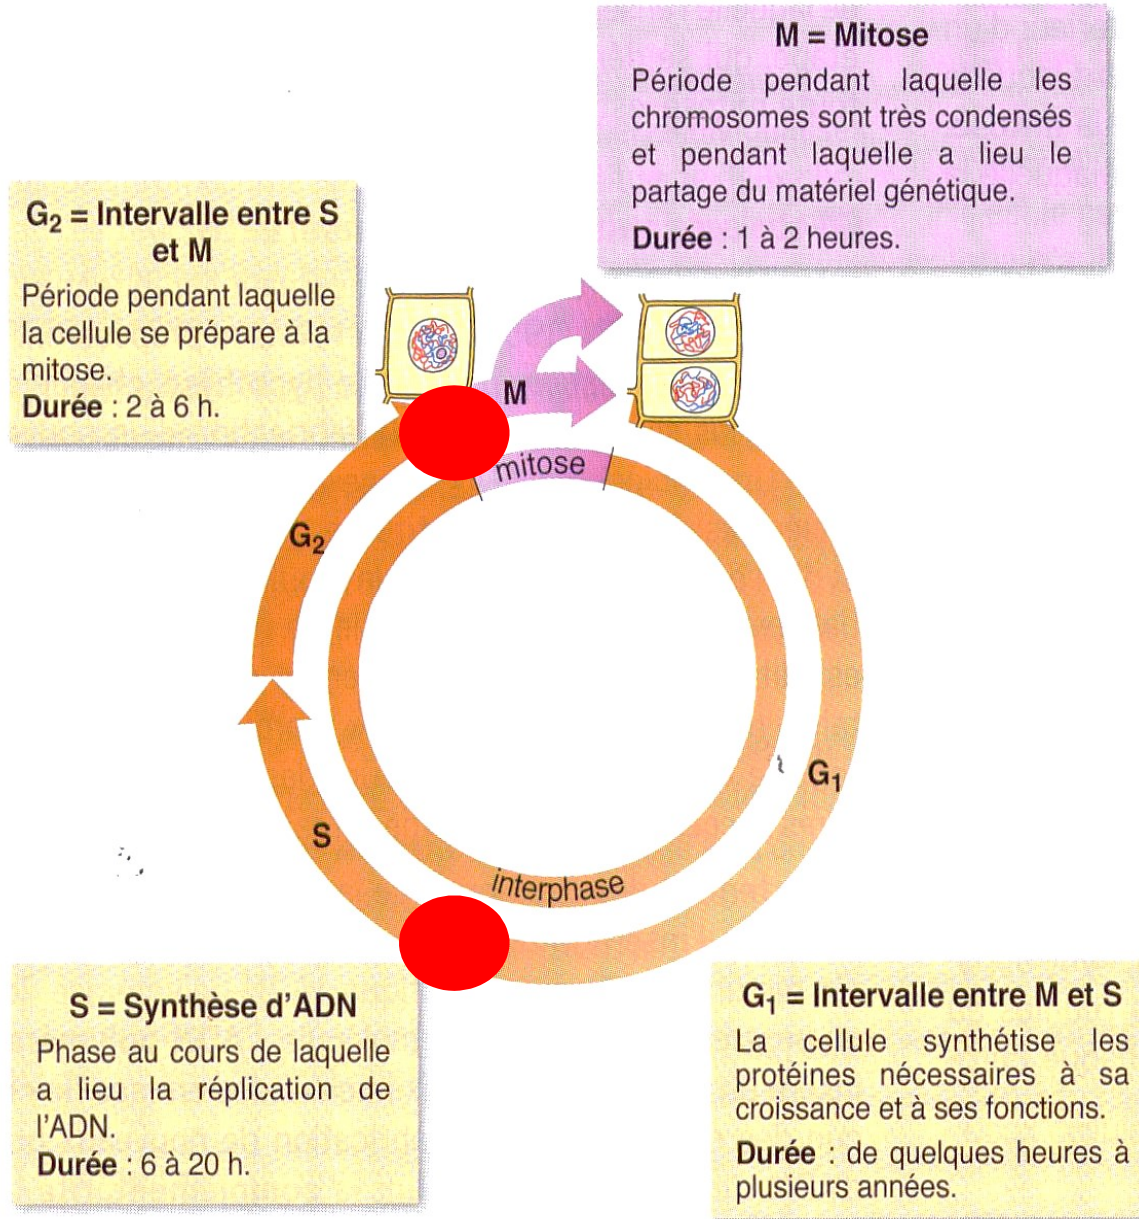 M = Mitose
Période pendant laquelle les
chromosomes sont très condensés
et pendant laquelle a lieu le
partage du matériel génétique.
Durée : 1 à 2 heures.
G₂ = Intervalle entre S
et M
Période pendant laquelle
la cellule se prépare à la
mitose.
Durée : 2 à 6 h.
M
mitose
G₂
G₁
S
interphase
S = Synthèse d'ADN
Phase au cours de laquelle
a lieu la réplication de
l'ADN.
Durée : 6 à 20 h.
G₁ = Intervalle entre M et S
La cellule synthétise les
protéines nécessaires à sa
croissance et à ses fonctions.
Durée : de quelques heures à
plusieurs années.